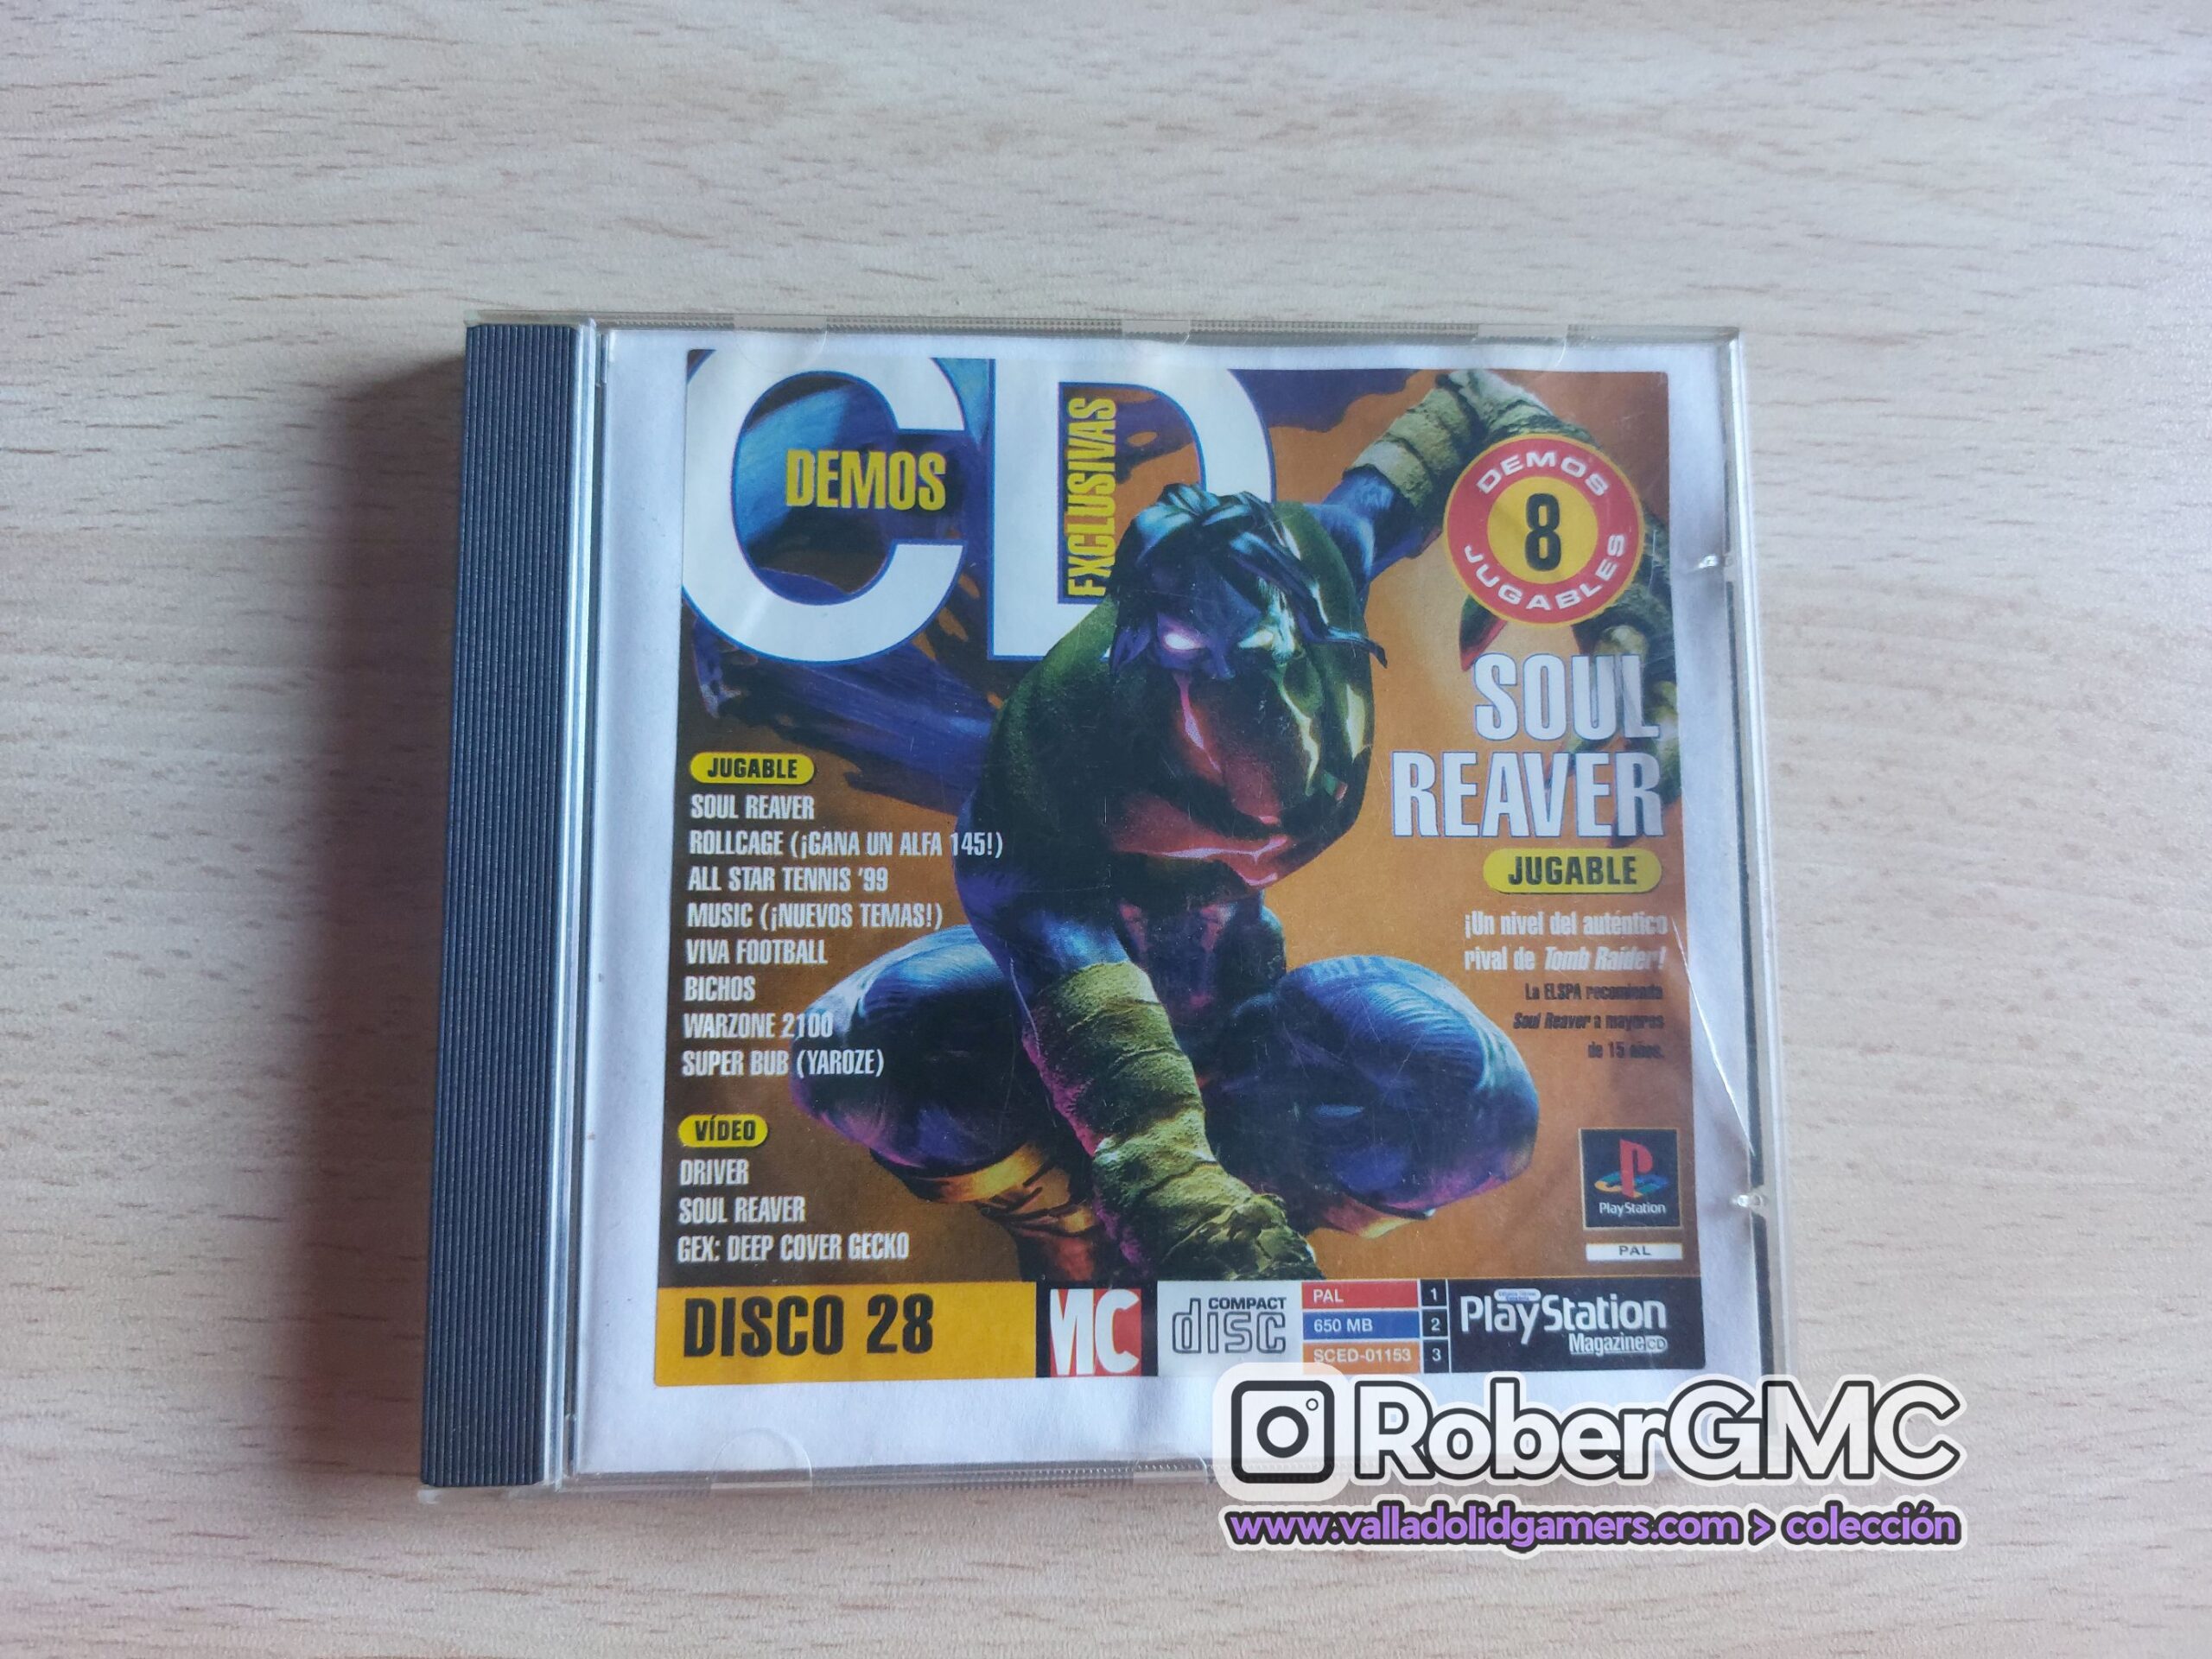 CD
DEMOS
EXCLUSIVAS
DEMOS
8
JUGABLES
SOUL
REAVER
JUGABLE
¡Un nivel del auténtico
rival de Tomb Raider!
La ELSPA recomienda
Soul Reaver a mayores
de 15 años.
JUGABLE
SOUL REAVER
ROLLCAGE (¡GANA UN ALFA 145!)
ALL STAR TENNIS '99
MUSIC (¡NUEVOS TEMAS!)
VIVA FOOTBALL
BICHOS
WARZONE 2100
SUPER BUB (YAROZE)
VÍDEO
DRIVER
SOUL REAVER
GEX: DEEP COVER GECKO
PlayStation
PAL
DISCO 28
MC
COMPACT
disc
PAL 1
650 MB 2
SCED-01153 3
PlayStation
Magazine CD
RoberGMC
www.valladolidgamers.com > colección